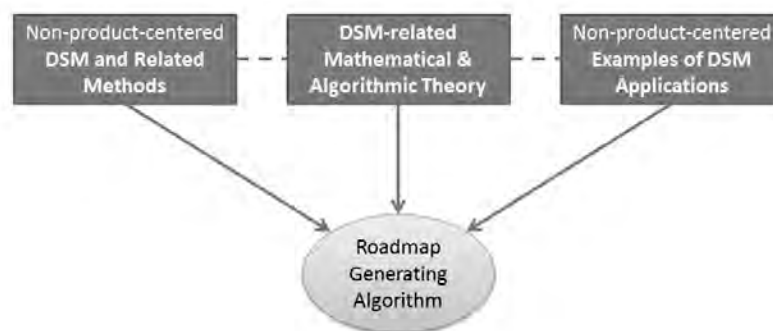 Non-product-centered
DSM and Related
Methods
DSM-related
Mathematical &
Algorithmic Theory
Non-product-centered
Examples of DSM
Applications
Roadmap
Generating
Algorithm